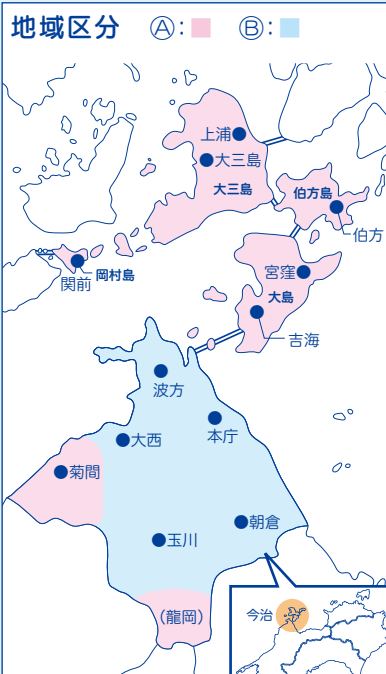 地域区分 Ⓐ: Ⓑ:
上浦
大三島
大三島
伯方島
伯方
岡村島
関前
宮窪
大島
吉海
波方
本庁
大西
菊間
朝倉
玉川
(龍岡)
今治